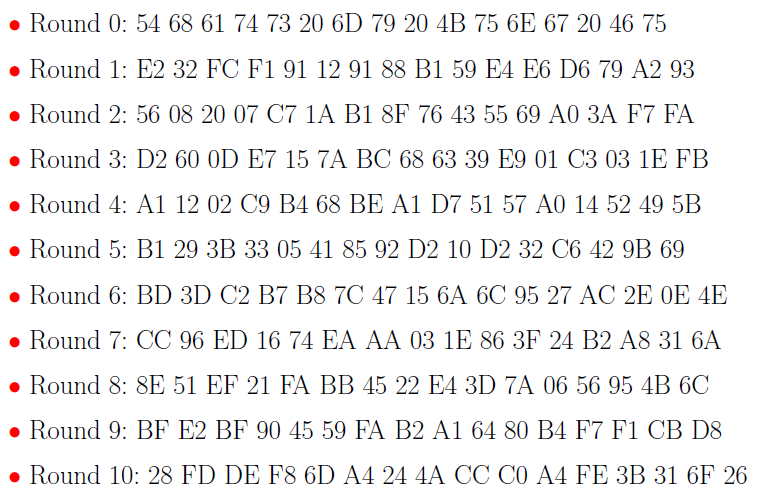 • Round 0: 54 68 61 74 73 20 6D 79 20 4B 75 6E 67 20 46 75
• Round 1: E2 32 FC F1 91 12 91 88 B1 59 E4 E6 D6 79 A2 93
• Round 2: 56 08 20 07 C7 1A B1 8F 76 43 55 69 A0 3A F7 FA
• Round 3: D2 60 0D E7 15 7A BC 68 63 39 E9 01 C3 03 1E FB
• Round 4: A1 12 02 C9 B4 68 BE A1 D7 51 57 A0 14 52 49 5B
• Round 5: B1 29 3B 33 05 41 85 92 D2 10 D2 32 C6 42 9B 69
• Round 6: BD 3D C2 B7 B8 7C 47 15 6A 6C 95 27 AC 2E 0E 4E
• Round 7: CC 96 ED 16 74 EA AA 03 1E 86 3F 24 B2 A8 31 6A
• Round 8: 8E 51 EF 21 FA BB 45 22 E4 3D 7A 06 56 95 4B 6C
• Round 9: BF E2 BF 90 45 59 FA B2 A1 64 80 B4 F7 F1 CB D8
• Round 10: 28 FD DE F8 6D A4 24 4A CC C0 A4 FE 3B 31 6F 26